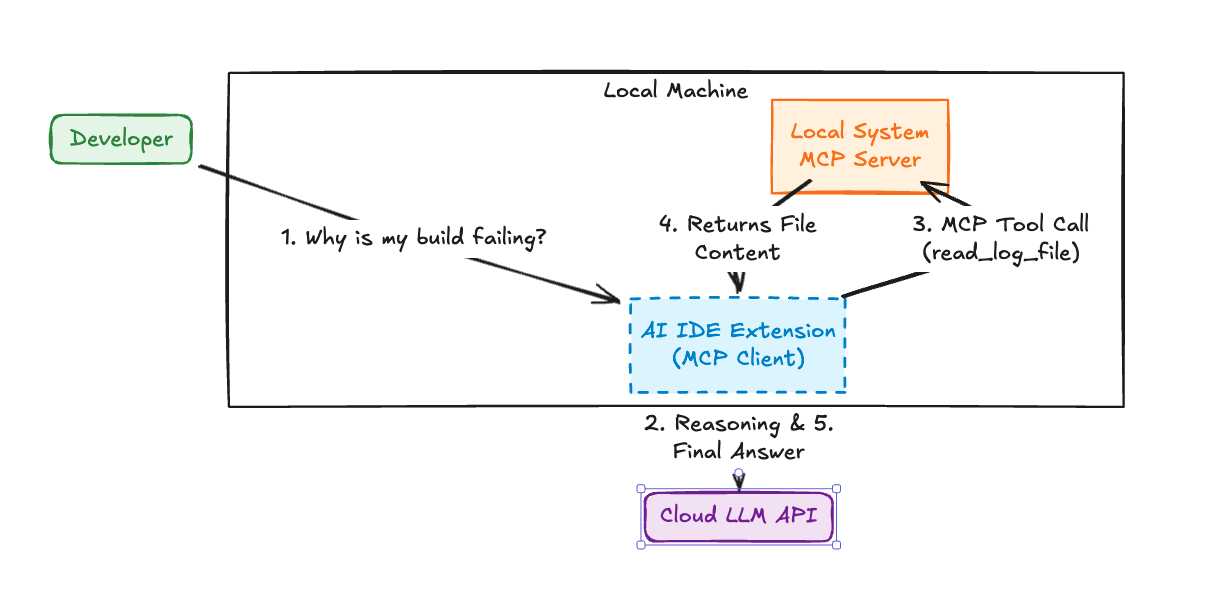 Local Machine
Developer
Local System
MCP Server
1. Why is my build failing?
4. Returns File
Content
3. MCP Tool Call
(read_log_file)
AI IDE Extension
(MCP Client)
2. Reasoning & 5.
Final Answer
Cloud LLM API